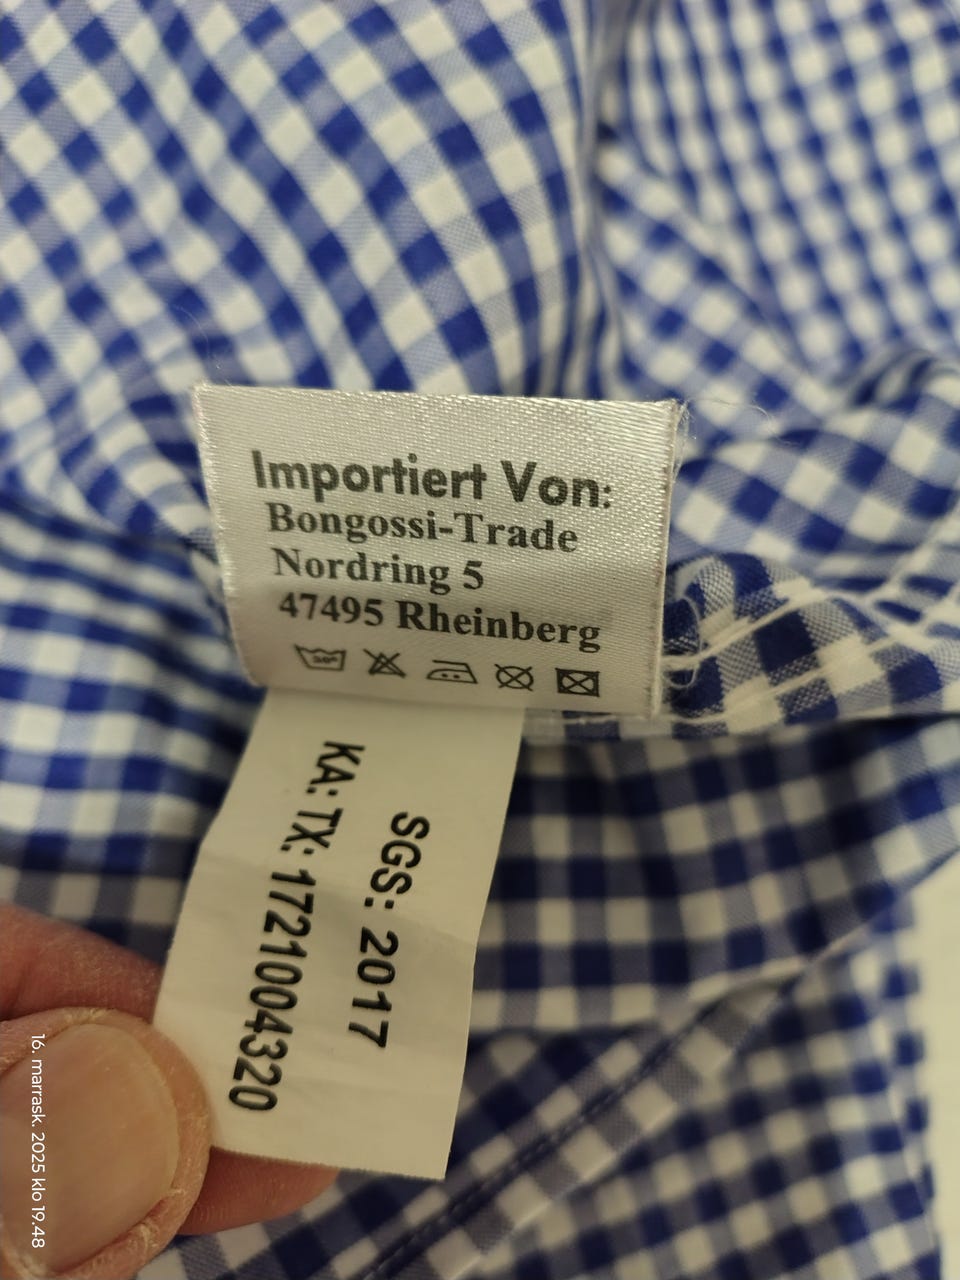 Importiert Von:
Bongossi-Trade
Nordring 5
47495 Rheinberg
30°
SGS: 2017
KA: TX: 1721004320
16. marrask. 2025 klo 19.48